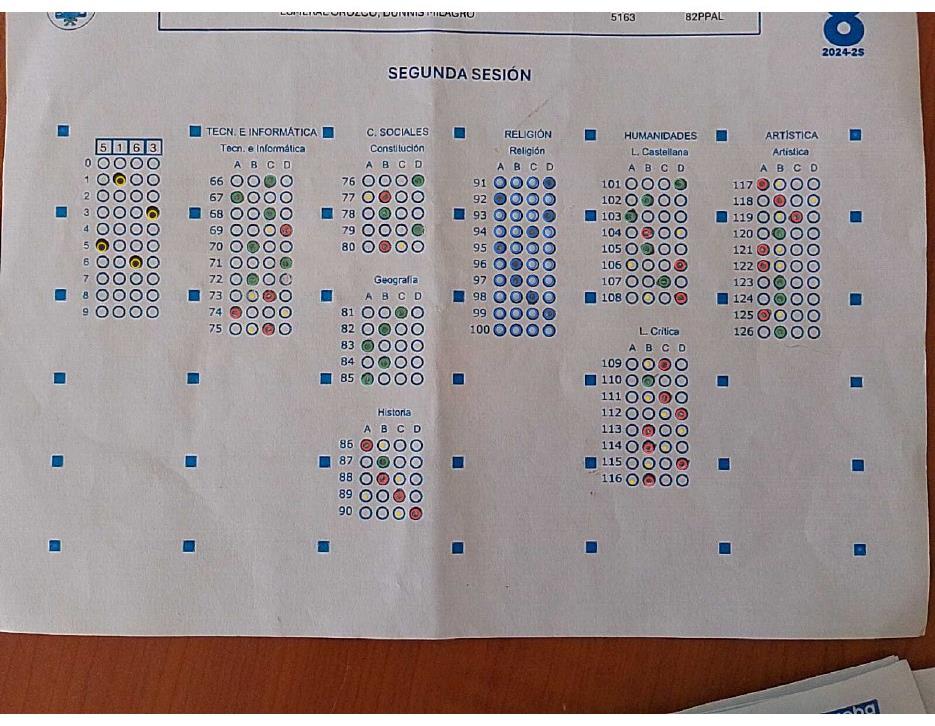 ESMERAL OROZCO, DUNNIS MILAGRO
5163 82PPAL
8
2024-2S
SEGUNDA SESIÓN
TECN. E INFORMÁTICA
Tecn. e Informática
A B C D
66
67
68
69
70
71
72
73
74
75
5 1 6 3
0
1
2
3
4
5
6
7
8
9
C. SOCIALES
Constitución
A B C D
76
77
78
79
80
Geografía
A B C D
81
82
83
84
85
Historia
A B C D
86
87
88
89
90
RELIGIÓN
Religión
A B C D
91
92
93
94
95
96
97
98
99
100
HUMANIDADES
L. Castellana
A B C D
101
102
103
104
105
106
107
108
L. Crítica
A B C D
109
110
111
112
113
114
115
116
ARTÍSTICA
Artística
A B C D
117
118
119
120
121
122
123
124
125
126